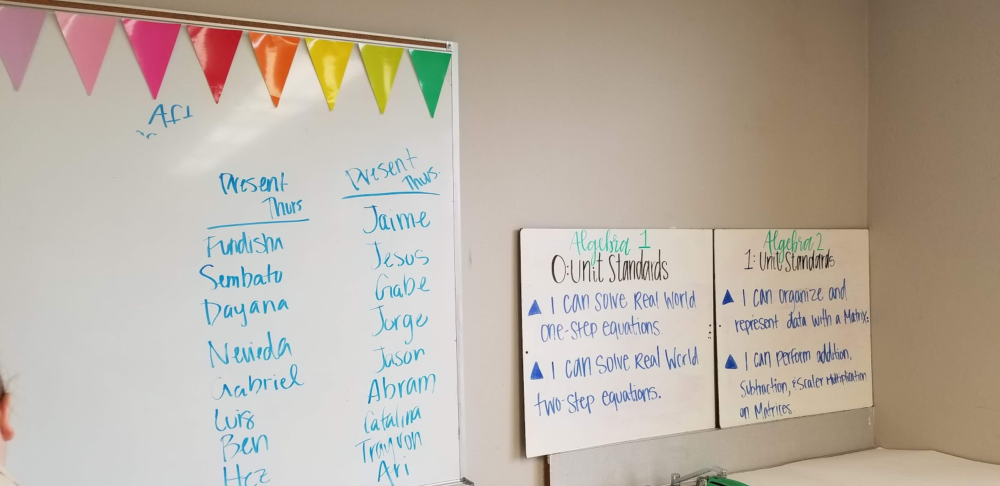 Present
Thurs
Fundisha
Sembatu
Dayana
Nevieda
Gabriel
Luis
Ben
Hez
Present
Thurs.
Jaime
Jesus
Gabe
Jorge
Jason
Abram
Catalina
Trayvon
Ari
Algebra 1
0: Unit Standards
I can solve Real World
one-step equations.
I can solve Real World
two-step equations.
Algebra 2
1: Unit Standards
I can organize and
represent data with a Matrix.
I can perform addition,
Subtraction, & Scaler Multiplication
on Matrices.